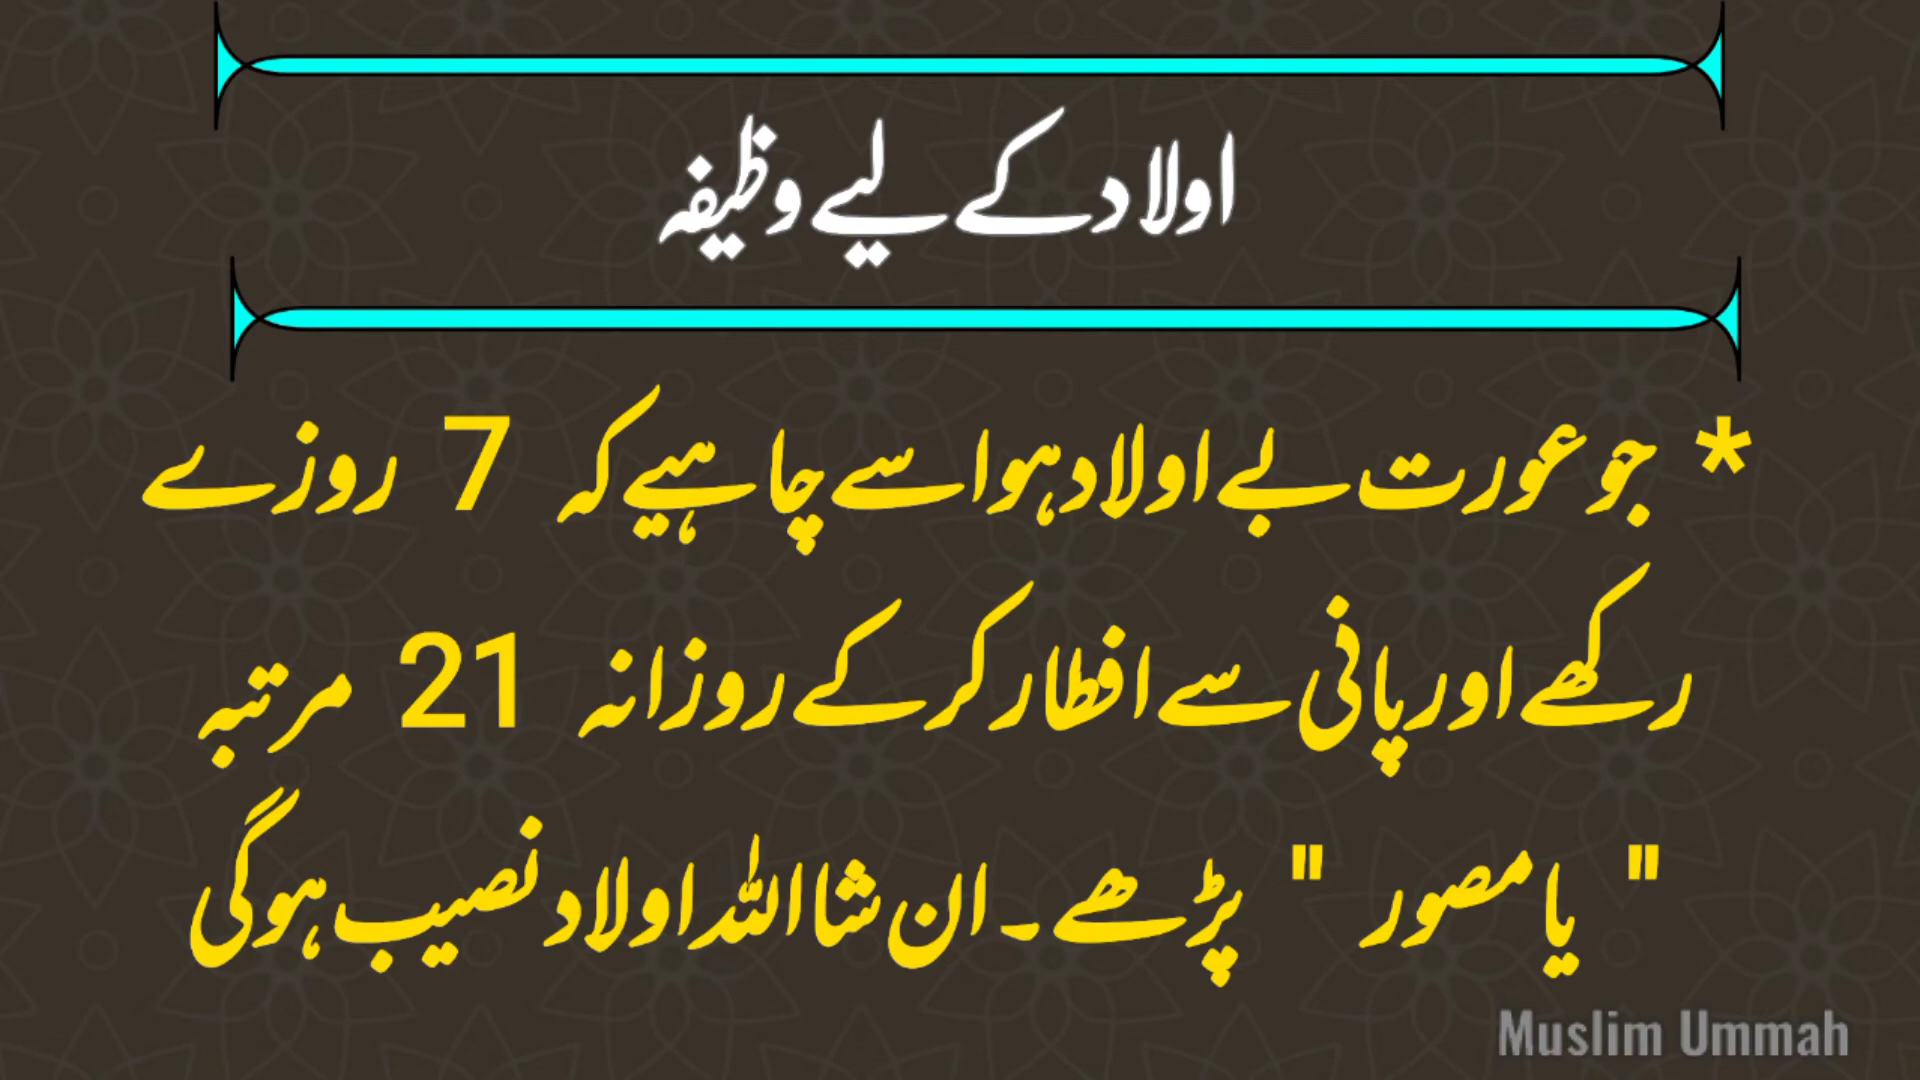 اولاد کے لیے وظیفہ
* جو عورت بے اولاد ہو اسے چاہیے کہ 7 روزے
رکھے اور پانی سے افطار کر کے روزانہ 21 مرتبہ
" یا مصور " پڑھے۔ ان شا اللہ اولاد نصیب ہو گی
Muslim Ummah